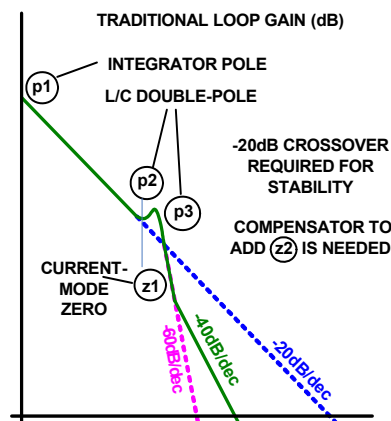 TRADITIONAL LOOP GAIN (dB)
p1
INTEGRATOR POLE
L/C DOUBLE-POLE
p2
p3
-20dB CROSSOVER
REQUIRED FOR
STABILITY
COMPENSATOR TO
ADD z2 IS NEEDED
CURRENT-
MODE
ZERO
z1
-60dB/dec
-40dB/dec
-20dB/dec